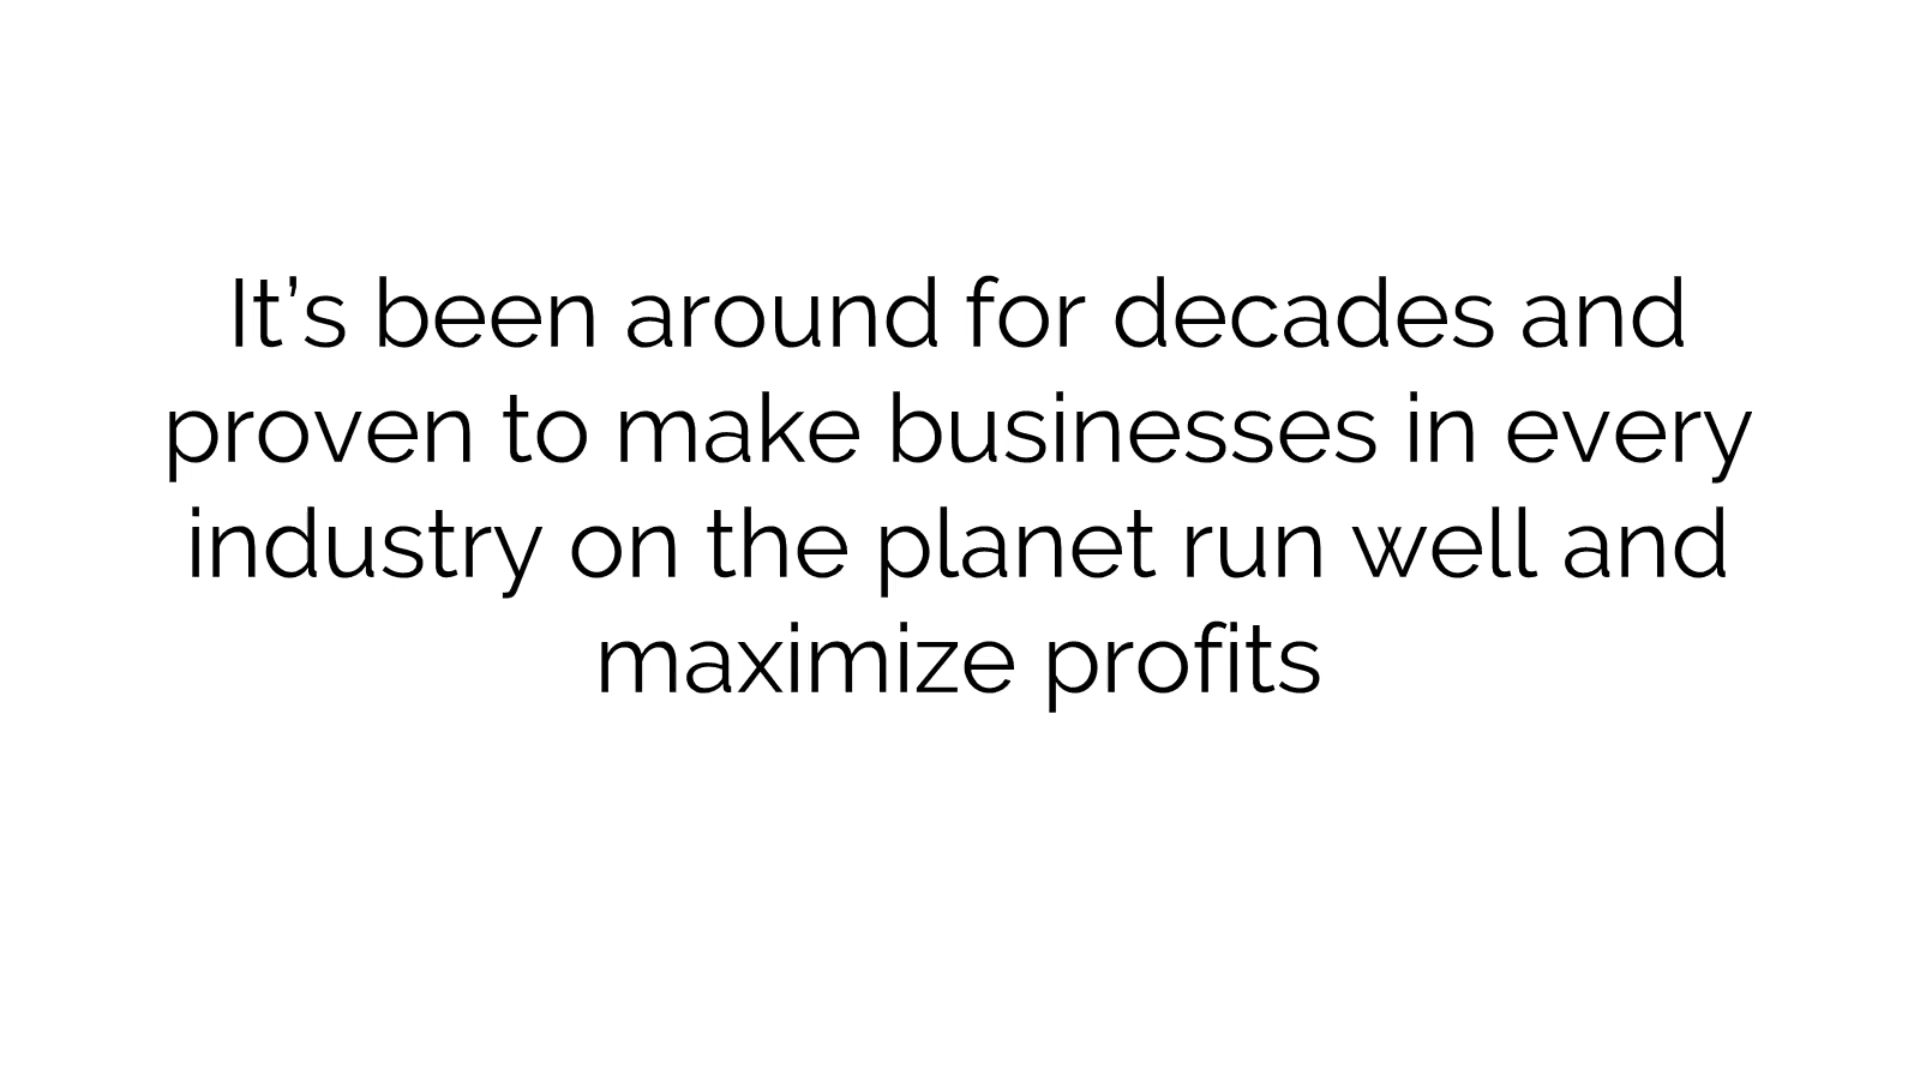 It’s been around for decades and
proven to make businesses in every
industry on the planet run well and
maximize profits